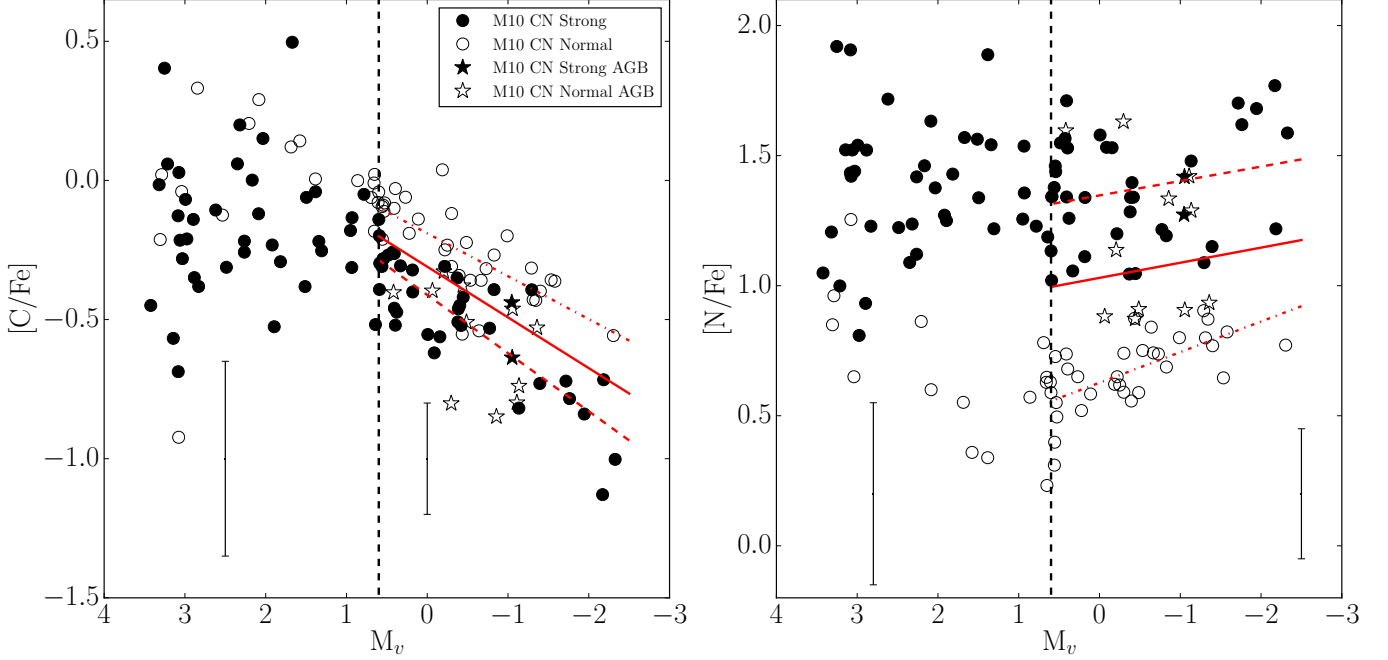 [C/Fe]
0.5
0.0
−0.5
−1.0
−1.5
M10 CN Strong
M10 CN Normal
M10 CN Strong AGB
M10 CN Normal AGB
4 3 2 1 0 −1 −2 −3
M_v
[N/Fe]
2.0
1.5
1.0
0.5
0.0
4 3 2 1 0 −1 −2 −3
M_v